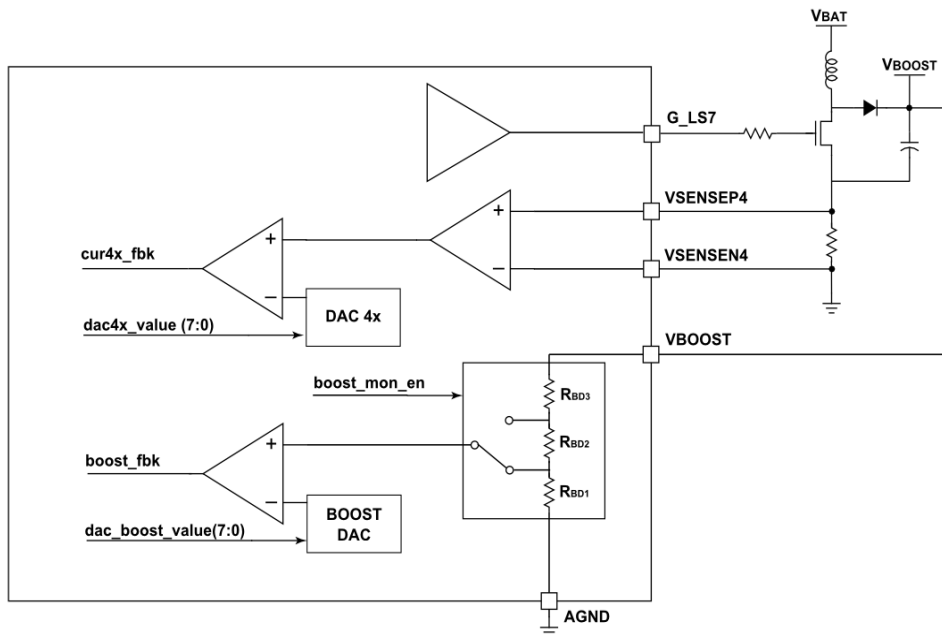 VBAT
VBOOST
G_LS7
VSENSEP4
+
cur4x_fbk
+
VSENSEN4
−
−
DAC 4x
dac4x_value (7:0)
VBOOST
boost_mon_en
RBD3
RBD2
+
boost_fbk
RBD1
−
BOOST
DAC
dac_boost_value(7:0)
AGND